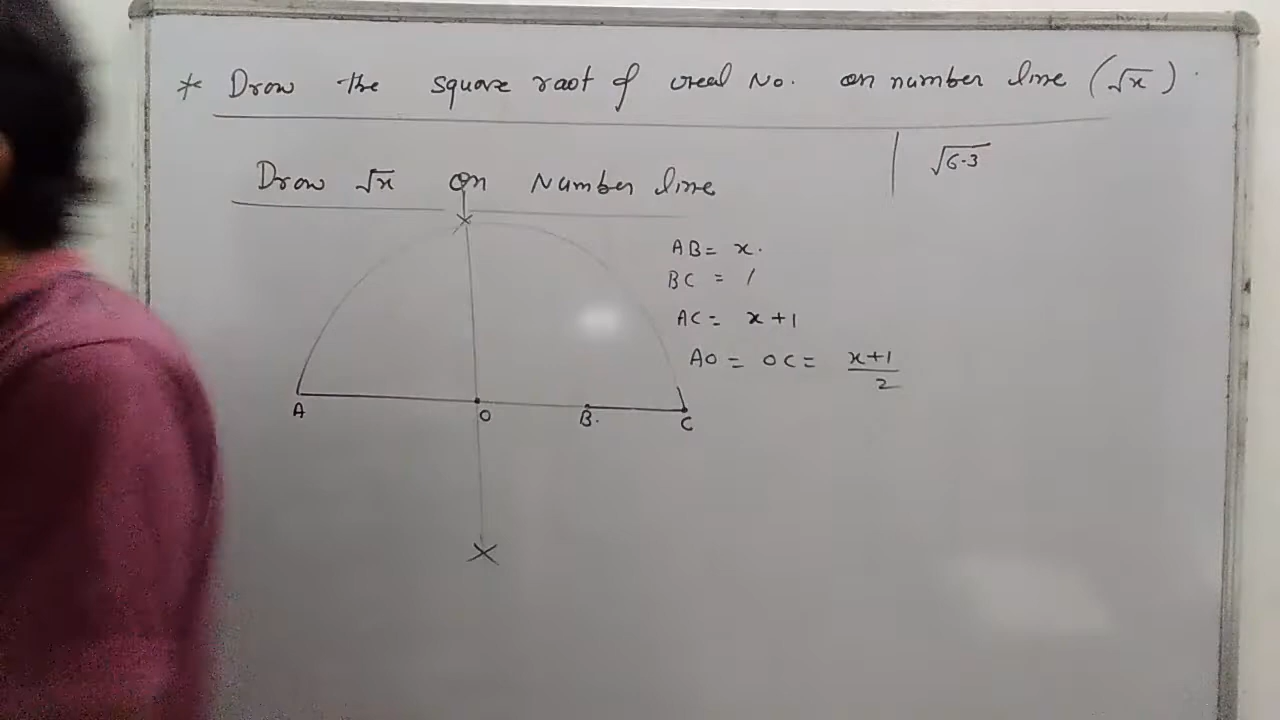 * Draw the square root of real No. on number line (√x).
√6.3
Draw √x on Number line
AB = x.
BC = 1
AC = x+1
AO = OC = x+1/2
A O B. C